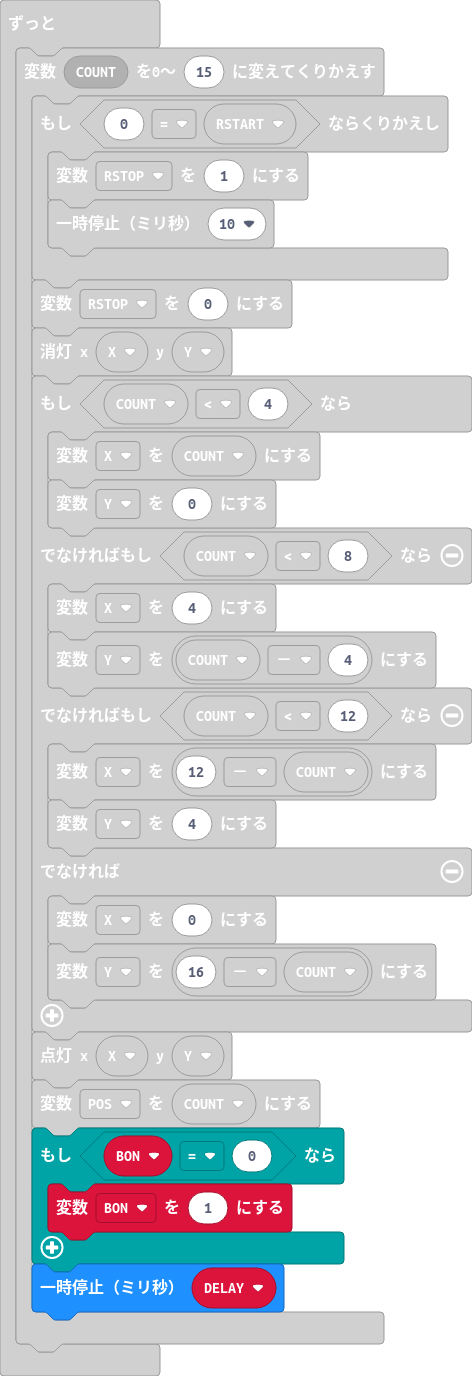 ずっと
変数 COUNT を0～ 15 に変えてくりかえす
もし 0 = RSTART ならくりかえし
変数 RSTOP を 1 にする
一時停止（ミリ秒） 10
変数 RSTOP を 0 にする
消灯 x X y Y
もし COUNT < 4 なら
変数 X を COUNT にする
変数 Y を 0 にする
でなければもし COUNT < 8 なら
変数 X を 4 にする
変数 Y を COUNT － 4 にする
でなければもし COUNT < 12 なら
変数 X を 12 － COUNT にする
変数 Y を 4 にする
でなければ
変数 X を 0 にする
変数 Y を 16 － COUNT にする
点灯 x X y Y
変数 POS を COUNT にする
もし BON = 0 なら
変数 BON を 1 にする
一時停止（ミリ秒） DELAY